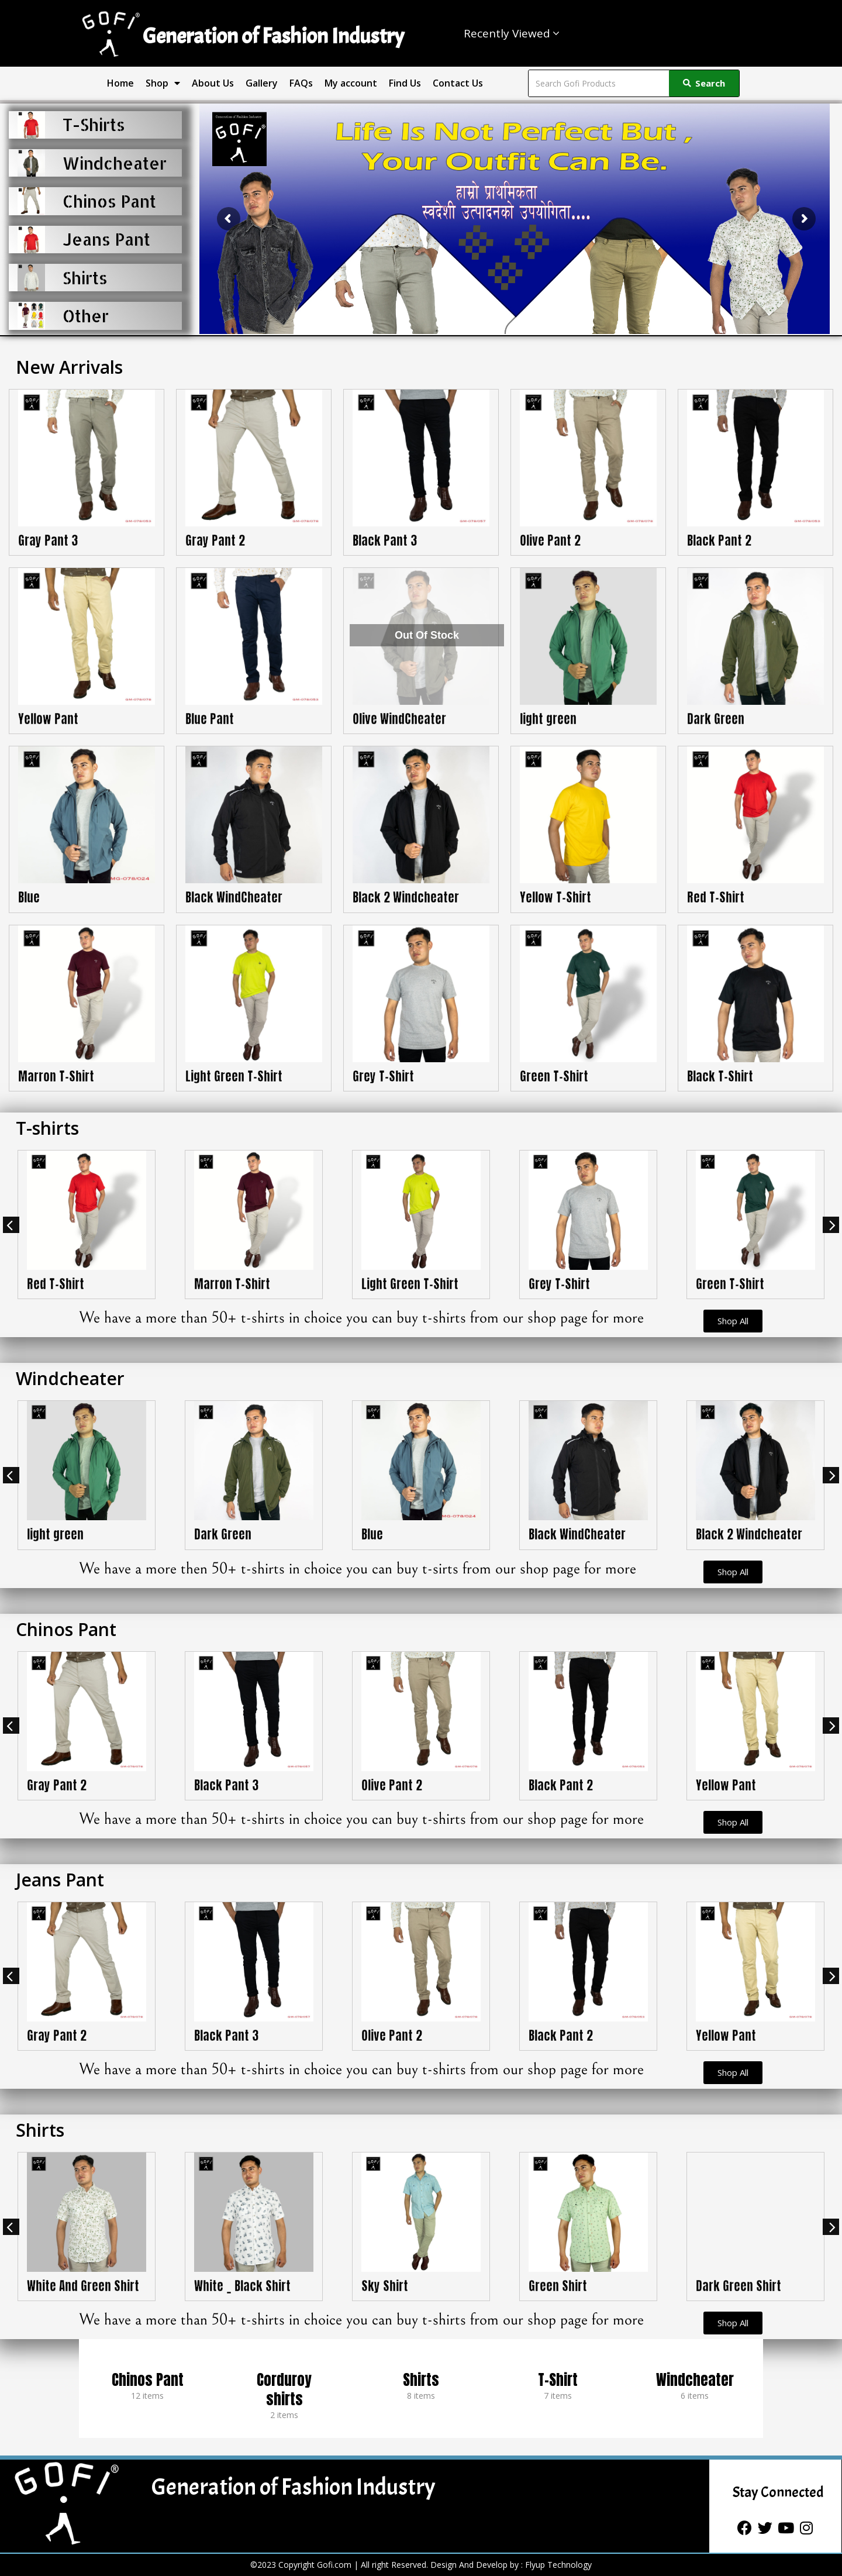 GOFI®
Generation of Fashion Industry
Recently Viewed
Home Shop About Us Gallery FAQs My account Find Us Contact Us
Search Gofi Products
Search
T-Shirts
Windcheater
Chinos Pant
Jeans Pant
Shirts
Other
GOFI
Life Is Not Perfect But ,
Your Outfit Can Be.
हाम्रो प्राथमिकता
स्वदेशी उत्पादनको उपयोगिता....
New Arrivals
Gray Pant 3
Gray Pant 2
Black Pant 3
Olive Pant 2
Black Pant 2
Yellow Pant
Blue Pant
Out Of Stock
Olive WindCheater
light green
Dark Green
Blue
Black WindCheater
Black 2 Windcheater
Yellow T-Shirt
Red T-Shirt
Marron T-Shirt
Light Green T-Shirt
Grey T-Shirt
Green T-Shirt
Black T-Shirt
T-shirts
Red T-Shirt
Marron T-Shirt
Light Green T-Shirt
Grey T-Shirt
Green T-Shirt
We have a more than 50+ t-shirts in choice you can buy t-shirts from our shop page for more
Shop All
Windcheater
light green
Dark Green
Blue
Black WindCheater
Black 2 Windcheater
We have a more then 50+ t-shirts in choice you can buy t-sirts from our shop page for more
Shop All
Chinos Pant
Gray Pant 2
Black Pant 3
Olive Pant 2
Black Pant 2
Yellow Pant
We have a more than 50+ t-shirts in choice you can buy t-shirts from our shop page for more
Shop All
Jeans Pant
Gray Pant 2
Black Pant 3
Olive Pant 2
Black Pant 2
Yellow Pant
We have a more than 50+ t-shirts in choice you can buy t-shirts from our shop page for more
Shop All
Shirts
White And Green Shirt
White _ Black Shirt
Sky Shirt
Green Shirt
Dark Green Shirt
We have a more than 50+ t-shirts in choice you can buy t-shirts from our shop page for more
Shop All
Chinos Pant
12 items
Corduroy
shirts
2 items
Shirts
8 items
T-Shirt
7 items
Windcheater
6 items
GOFI®
Generation of Fashion Industry
Stay Connected
©2023 Copyright Gofi.com | All right Reserved. Design And Develop by : Flyup Technology